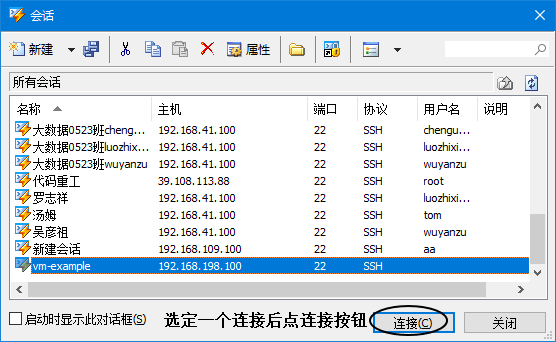 会话
新建 属性
所有会话
名称 主机 端口 协议 用户名 说明
大数据0523班cheng... 192.168.41.100 22 SSH chengu...
大数据0523班luozhi... 192.168.41.100 22 SSH luozhixi...
大数据0523班wuyanzu 192.168.41.100 22 SSH wuyanzu
代码重工 39.108.113.88 22 SSH root
罗志祥 192.168.41.100 22 SSH luozhixi...
汤姆 192.168.41.100 22 SSH tom
吴彦祖 192.168.41.100 22 SSH wuyanzu
新建会话 192.168.109.100 22 SSH aa
vm-example 192.168.198.100 22 SSH
启动时显示此对话框(S) 选定一个连接后点连接按钮 连接(C) 关闭